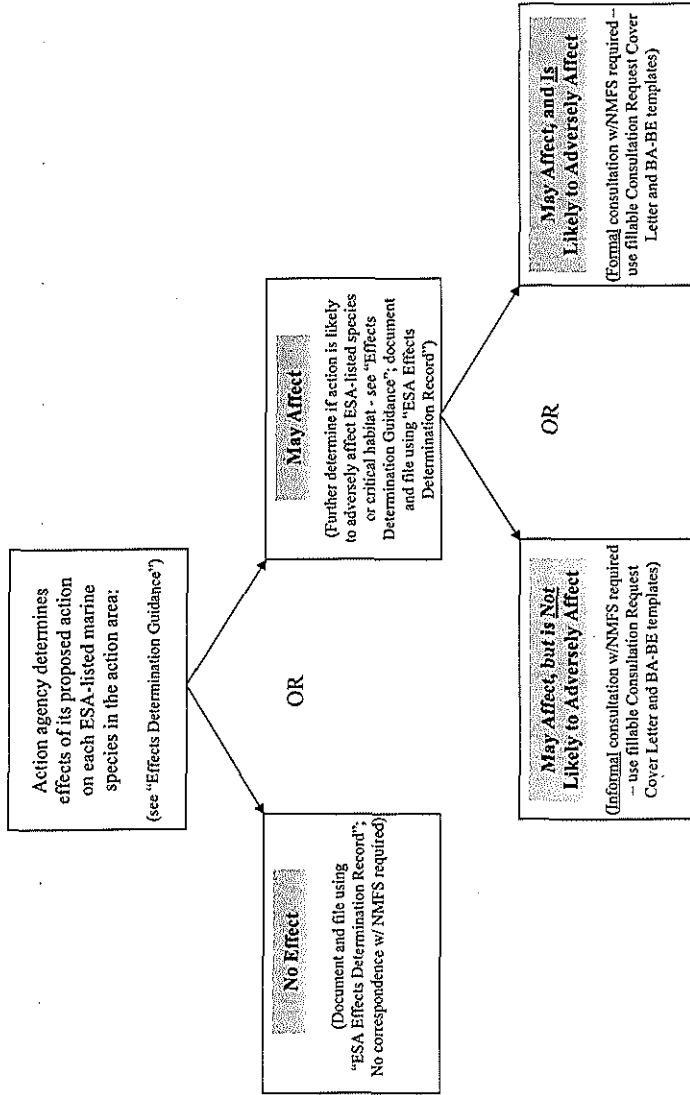 Action agency determines
effects of its proposed action
on each ESA-listed marine
species in the action area:
(see “Effects Determination Guidance”)
OR
No Effect
(Document and file using
“ESA Effects Determination Record”;
No correspondence w/ NMFS required)
May Affect
(Further determine if action is likely
to adversely affect ESA-listed species
or critical habitat - see “Effects
Determination Guidance”; document
and file using “ESA Effects
Determination Record”)
OR
May Affect, but is Not
Likely to Adversely Affect
(Informal consultation w/NMFS required
– use fillable Consultation Request
Cover Letter and BA-BE templates)
May Affect, and Is
Likely to Adversely Affect
(Formal consultation w/NMFS required –
use fillable Consultation Request Cover
Letter and BA-BE templates)